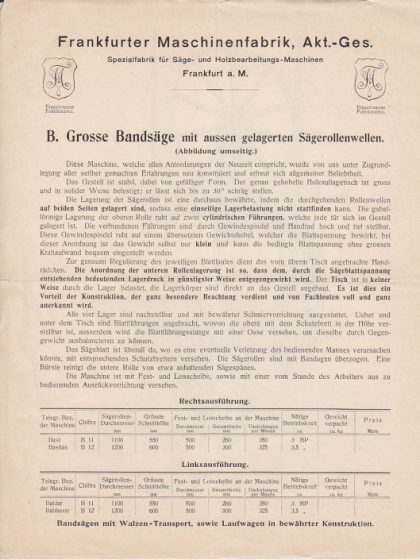 Frankfurter Maschinenfabrik, Akt.-Ges.
Spezialfabrik für Säge- und Holzbearbeitungs-Maschinen
Frankfurt a. M.
Eingetragene
Fabrikmarke.
Eingetragene
Fabrikmarke.
B. Grosse Bandsäge mit aussen gelagerten Sägerollenwellen.
(Abbildung umseitig.)
Diese Maschine, welche allen Anforderungen der Neuzeit entspricht, wurde von uns unter Zugrundlegung
aller seither gemachten Erfahrungen neu konstruiert und erfreut sich allgemeiner Beliebtheit.
Das Gestell ist stabil, dabei von gefälliger Form. Der genau gehobelte Holzauflagetisch ist gross
und in solider Weise befestigt; er lässt sich bis zu 30° schräg stellen.
Die Lagerung der Sägerollen ist eine durchaus bewährte, indem die durchgehenden Rollenwellen
auf beiden Seiten gelagert sind, sodass eine einseitige Lagerbelastung nicht stattfinden kann. Die gabelförmige
Lagerung der oberen Rolle ruht auf zwei cylindrischen Führungen, welche jede für sich im Gestell
gelagert ist. Die verbundenen Führungen sind durch Gewindespindel und Handrad hoch und tief stellbar.
Diese Gewindespindel ruht auf einem übersetzten Gewichtshebel, welcher die Blattspannung bewirkt, bei
dieser Anordnung ist das Gewicht selbst nur klein und kann die bedingte Blattspannung ohne grossen
Kraftaufwand bequem eingestellt werden.
Zur genauen Regulierung des jeweiligen Blattlaufes dient das vorn überm Tisch angebrachte Handrädchen.
Die Anordnung der unteren Rollenlagerung ist so, dass dem, durch die Sägeblattspannung
entstehenden bedeutenden Lagerdruck in günstigster Weise entgegengewirkt wird. Der Tisch ist in keiner
Weise durch die Lager belastet, die Lagerkörper sind direkt an das Gestell angebaut. Es ist dies ein
Vorteil der Konstruktion, der ganz besondere Beachtung verdient und von Fachleuten voll und ganz
anerkannt wird.
Alle vier Lager sind nachstellbar und mit bewährter Schmiervorrichtung ausgestattet. Ueber und
unter dem Tisch sind Blattführungen angebracht, wovon die obere mit dem Schutzbrett in der Höhe verstellbar
ist, ausserdem wird die Blattführungsstange mit einer Oese versehen, um dieselbe durch Gegengewicht
ausbalancieren zu können.
Das Sägeblatt ist überall da, wo es eine eventuelle Verletzung des bedienenden Mannes verursachen
könnte, mit entsprechenden Schutzbrettern versehen. Die Sägerollen sind mit Bandagen überzogen. Eine
Bürste reinigt die untere Rolle von etwa anhaftenden Sägespänen.
Die Maschine ist mit Fest- und Losscheibe, sowie mit einer vom Stande des Arbeiters aus zu
bedienenden Ausrückvorrichtung versehen.
Rechtsausführung.
Telegr. Bez. der Maschine Chiffre Sägerollen-Durchmesser mm Grösste Schnitthöhe mm Fest- und Losscheibe an der Maschine Durchmesser mm Gesamtbreite mm Umdrehungen per Minute Nötige Betriebskraft ca. Gewicht verpackt ca. kg Preis Mark
Bast B 11 1100 550 500 260 350 3 HP
Bastian B 12 1200 600 500 300 325 3,5 „
Linksausführung.
Telegr. Bez. der Maschine Chiffre Sägerollen-Durchmesser mm Grösste Schnitthöhe mm Fest- und Losscheibe an der Maschine Durchmesser mm Gesamtbreite mm Umdrehungen per Minute Nötige Betriebskraft ca. Gewicht verpackt ca. kg Preis Mark
Baldur B 11 1100 550 500 260 350 3 HP
Balthasar B 12 1200 600 500 300 325 3,5 „
Bandsägen mit Walzen-Transport, sowie Laufwagen in bewährter Konstruktion.